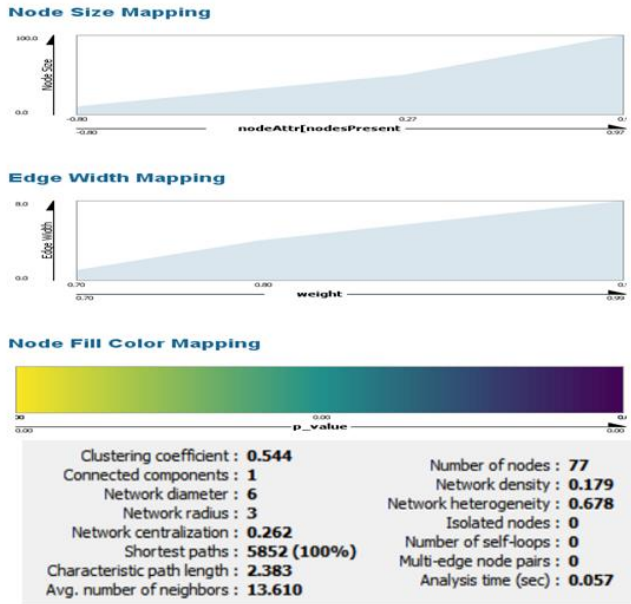 Node Size Mapping
100.0
Node Size
0.0
-0.80 0.27 0.9
-0.80 nodeAttr[nodesPresent 0.97
Edge Width Mapping
8.0
Edge Width
0.0
0.70 0.80 0.9
0.70 weight 0.99
Node Fill Color Mapping
0.00
0.00 p_value 0.00
Clustering coefficient : 0.544
Connected components : 1
Network diameter : 6
Network radius : 3
Network centralization : 0.262
Shortest paths : 5852 (100%)
Characteristic path length : 2.383
Avg. number of neighbors : 13.610
Number of nodes : 77
Network density : 0.179
Network heterogeneity : 0.678
Isolated nodes : 0
Number of self-loops : 0
Multi-edge node pairs : 0
Analysis time (sec) : 0.057